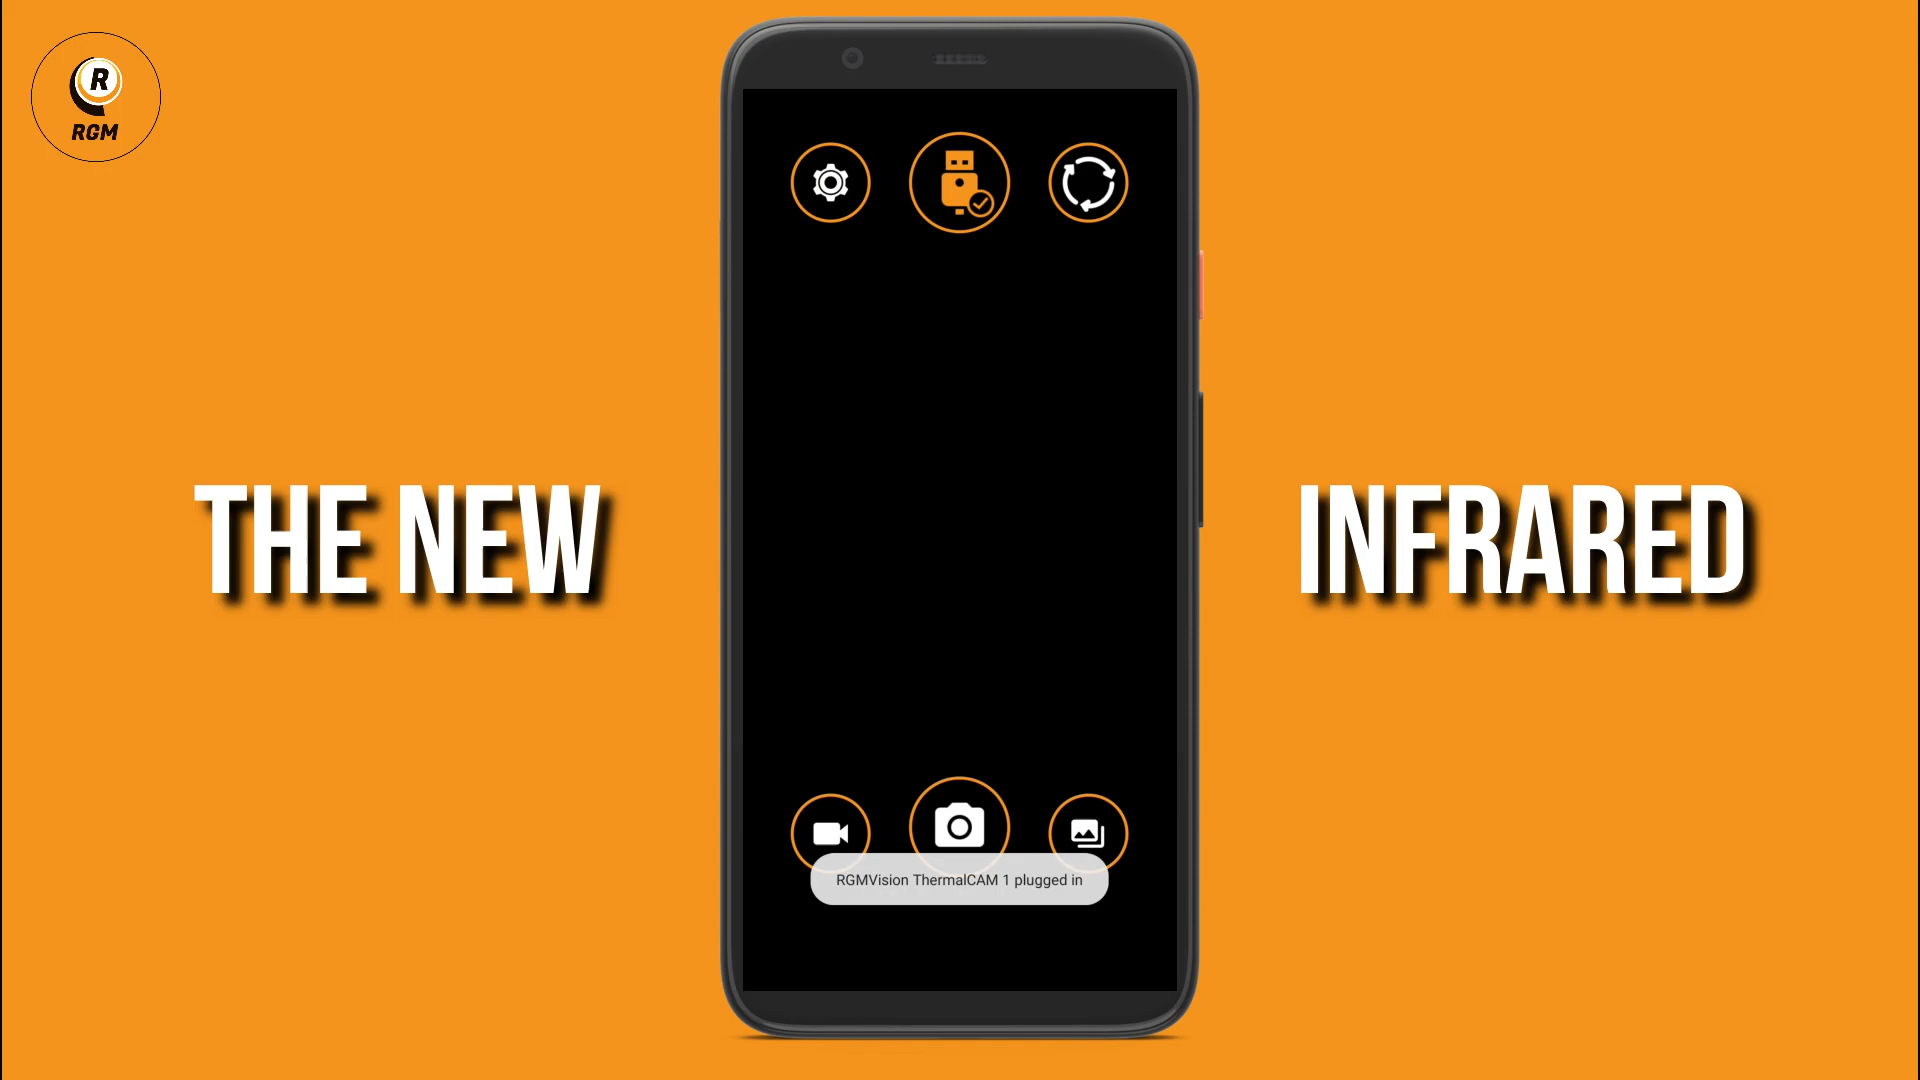 R
RGM
THE NEW
INFRARED
RGMVision ThermalCAM 1 plugged in